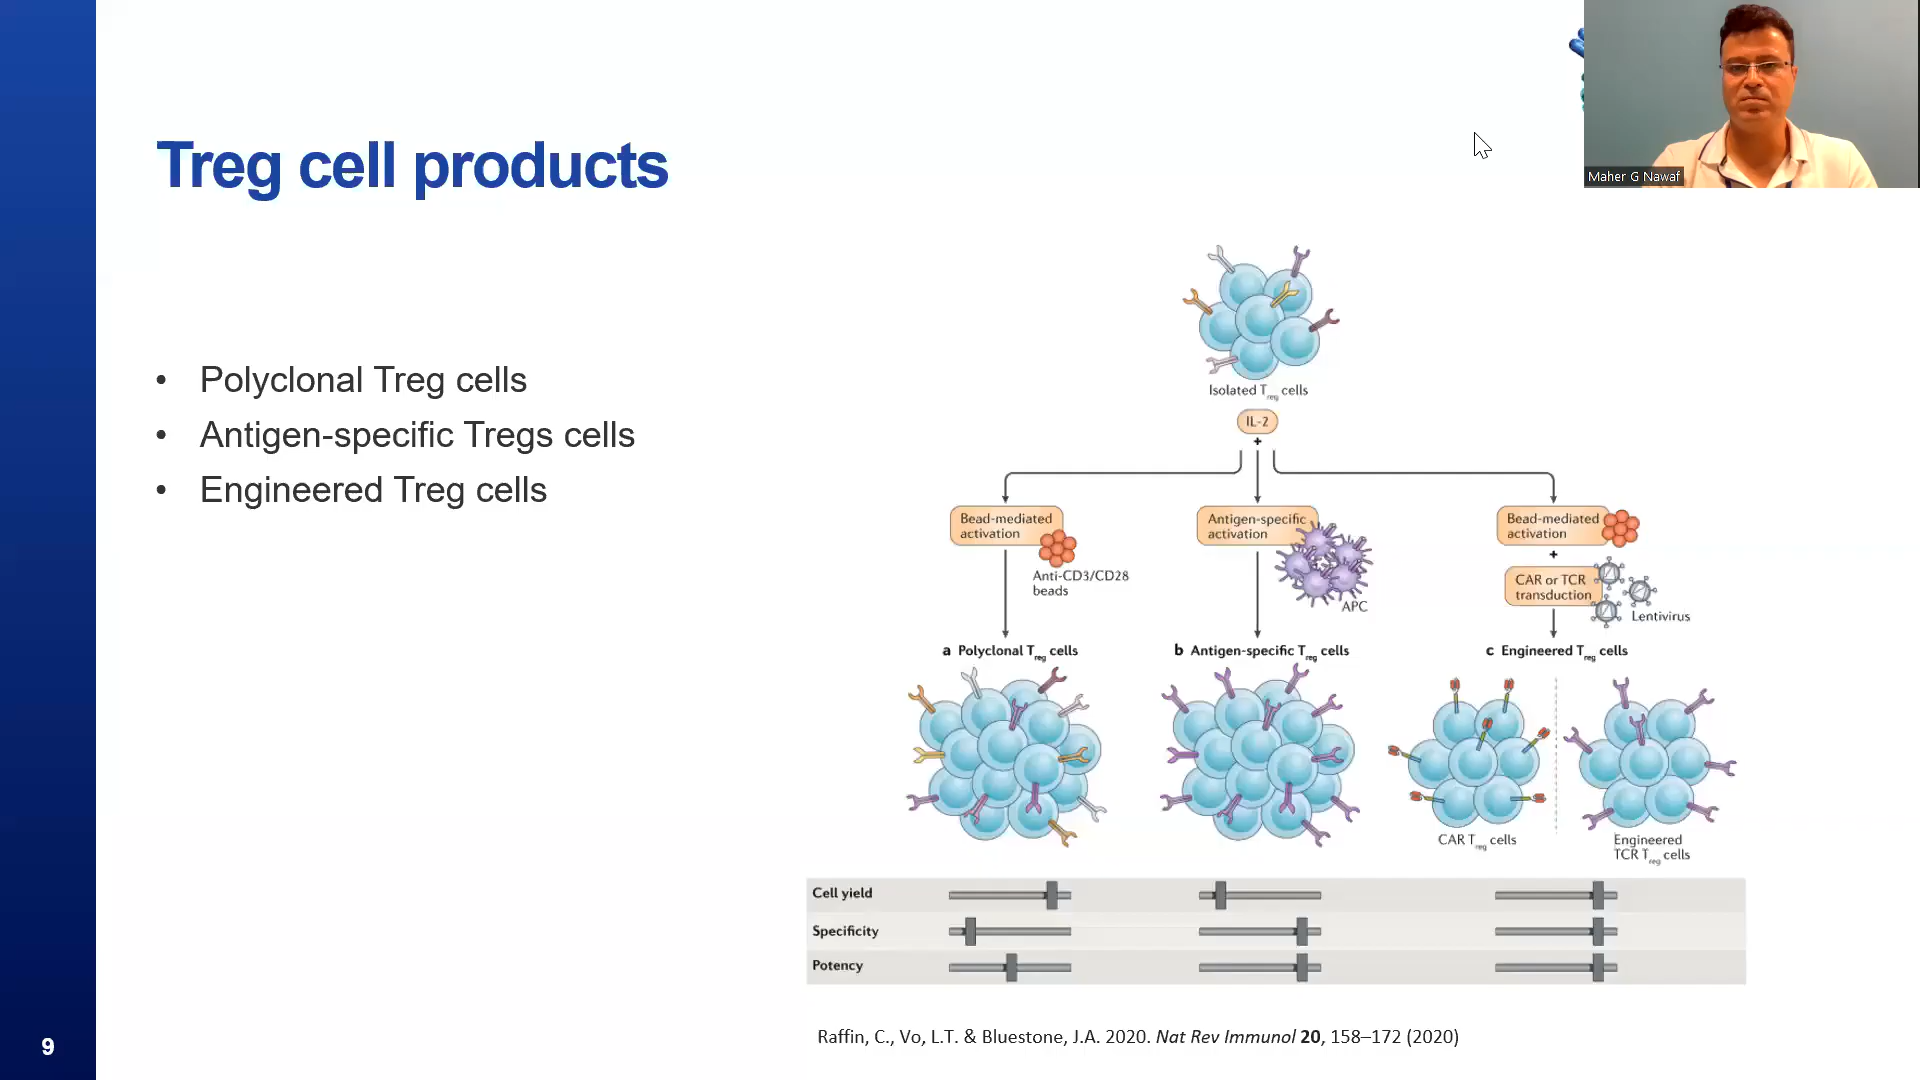 Maher G Nawaf
Treg cell products
• Polyclonal Treg cells
• Antigen-specific Tregs cells
• Engineered Treg cells
Isolated Treg cells
IL-2
+
Bead-mediated
activation
Anti-CD3/CD28
beads
Antigen-specific
activation
APC
Bead-mediated
activation
+
CAR or TCR
transduction
Lentivirus
a Polyclonal Treg cells
b Antigen-specific Treg cells
c Engineered Treg cells
CAR Treg cells
Engineered
TCR Treg cells
Cell yield
Specificity
Potency
Raffin, C., Vo, L.T. & Bluestone, J.A. 2020. Nat Rev Immunol 20, 158–172 (2020)
9